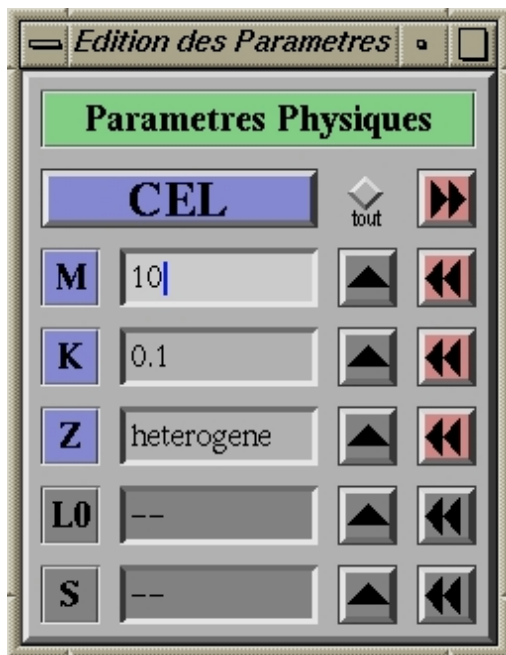 Edition des Parametres
Parametres Physiques
CEL tout
M 10
K 0.1
Z heterogene
L0 --
S --